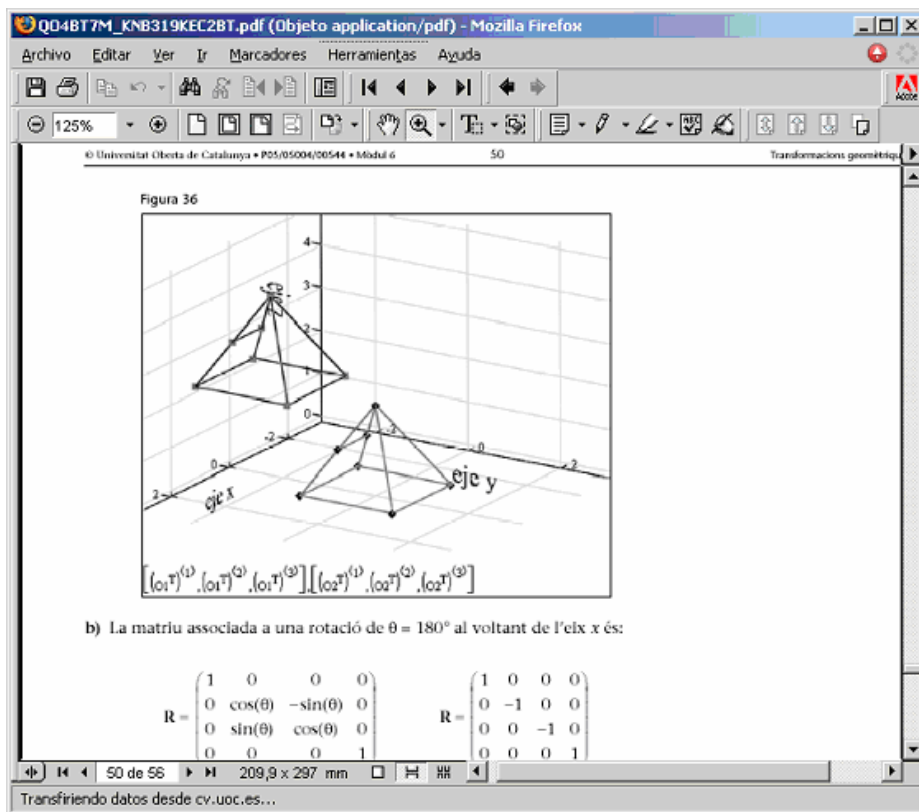 QO4BT7M_KNB319KEC2BT.pdf (Objeto application/pdf) - Mozilla Firefox
Archivo Editar Ver Ir Marcadores Herramientas Ayuda
Adobe
125%
© Universitat Oberta de Catalunya • P05/05004/00544 • Mòdul 6 50 Transformacions geomètriqu
Figura 36
4
3
2
1
0
-2
0
2
-2
0
2
eje x
eje y
[(O1T)^(1),(O1T)^(2),(O1T)^(3)],[(O2T)^(1),(O2T)^(2),(O2T)^(3)]
b) La matriu associada a una rotació de θ = 180° al voltant de l'eix x és:
1 0 0 0 1 0 0 0
0 cos(θ) −sin(θ) 0 0 −1 0 0
R = R =
0 sin(θ) cos(θ) 0 0 0 −1 0
0 0 0 1 0 0 0 1
50 de 56 209,9 x 297 mm
Transfiriendo datos desde cv.uoc.es...